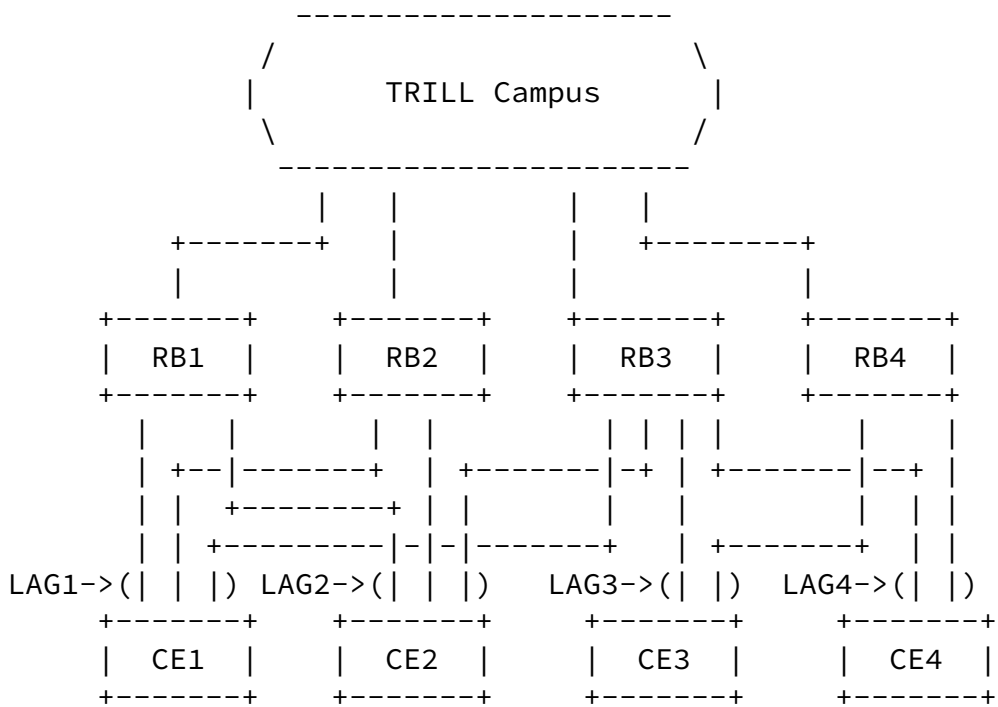 TRILL Campus
RB1 RB2 RB3 RB4
LAG1->( ) LAG2->( ) LAG3->( ) LAG4->( )
CE1 CE2 CE3 CE4